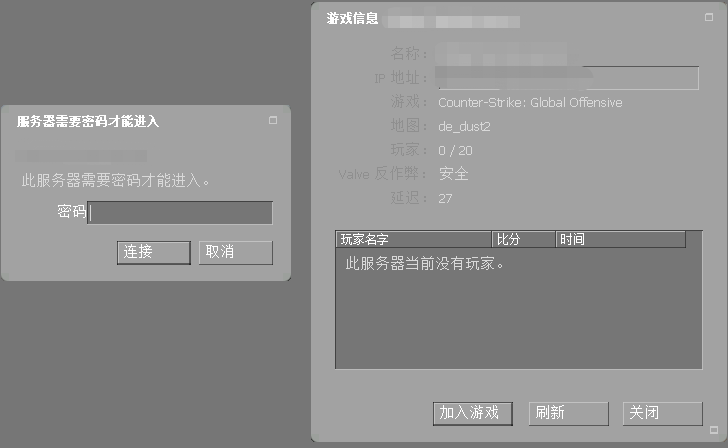 服务器需要密码才能进入
此服务器需要密码才能进入。
密码
连接 取消
游戏信息
名称：
IP 地址：
游戏： Counter-Strike: Global Offensive
地图： de_dust2
玩家： 0 / 20
Valve 反作弊： 安全
延迟： 27
玩家名字 比分 时间
此服务器当前没有玩家。
加入游戏 刷新 关闭